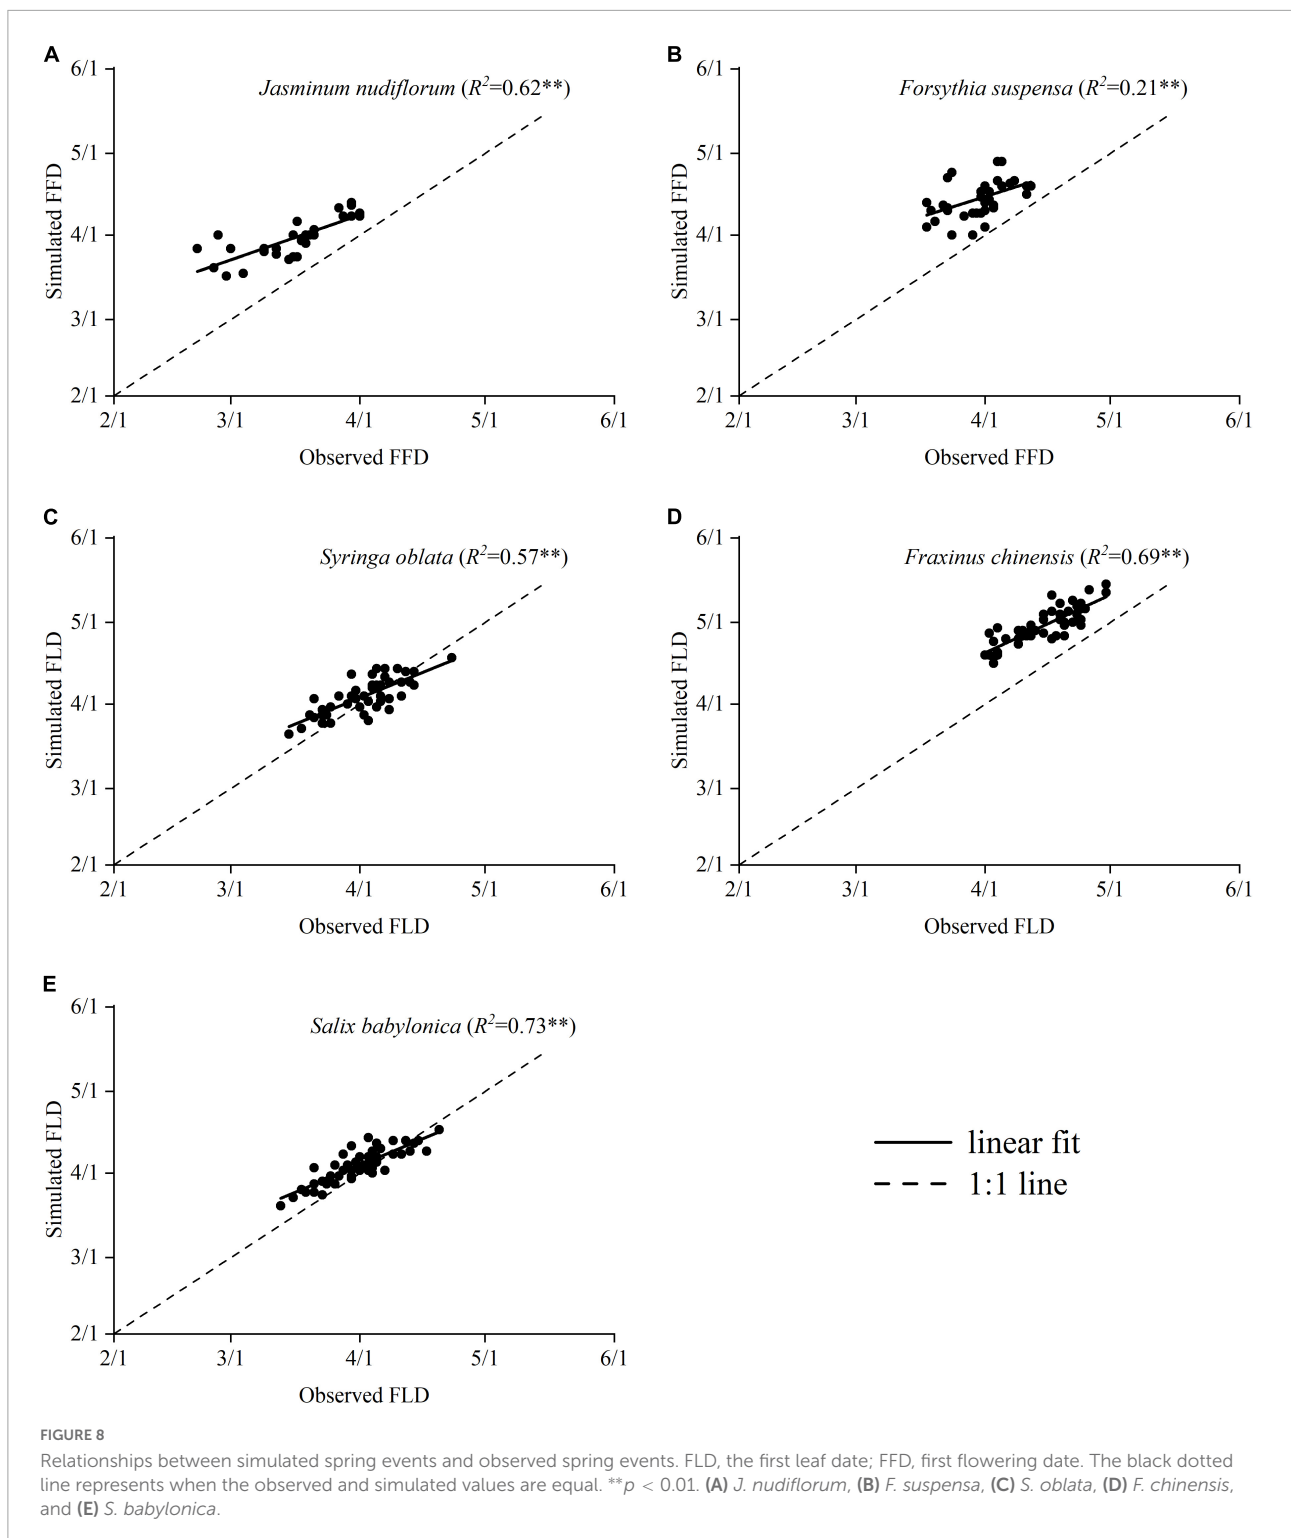 A
Jasminum nudiflorum (R²=0.62**)
6/1
5/1
4/1
3/1
2/1
Simulated FFD
2/1 3/1 4/1 5/1 6/1
Observed FFD
B
Forsythia suspensa (R²=0.21**)
6/1
5/1
4/1
3/1
2/1
Simulated FFD
2/1 3/1 4/1 5/1 6/1
Observed FFD
C
Syringa oblata (R²=0.57**)
6/1
5/1
4/1
3/1
2/1
Simulated FLD
2/1 3/1 4/1 5/1 6/1
Observed FLD
D
Fraxinus chinensis (R²=0.69**)
6/1
5/1
4/1
3/1
2/1
Simulated FLD
2/1 3/1 4/1 5/1 6/1
Observed FLD
E
Salix babylonica (R²=0.73**)
6/1
5/1
4/1
3/1
2/1
Simulated FLD
2/1 3/1 4/1 5/1 6/1
Observed FLD
linear fit
1:1 line
FIGURE 8
Relationships between simulated spring events and observed spring events. FLD, the first leaf date; FFD, first flowering date. The black dotted
line represents when the observed and simulated values are equal. **p < 0.01. (A) J. nudiflorum, (B) F. suspensa, (C) S. oblata, (D) F. chinensis,
and (E) S. babylonica.